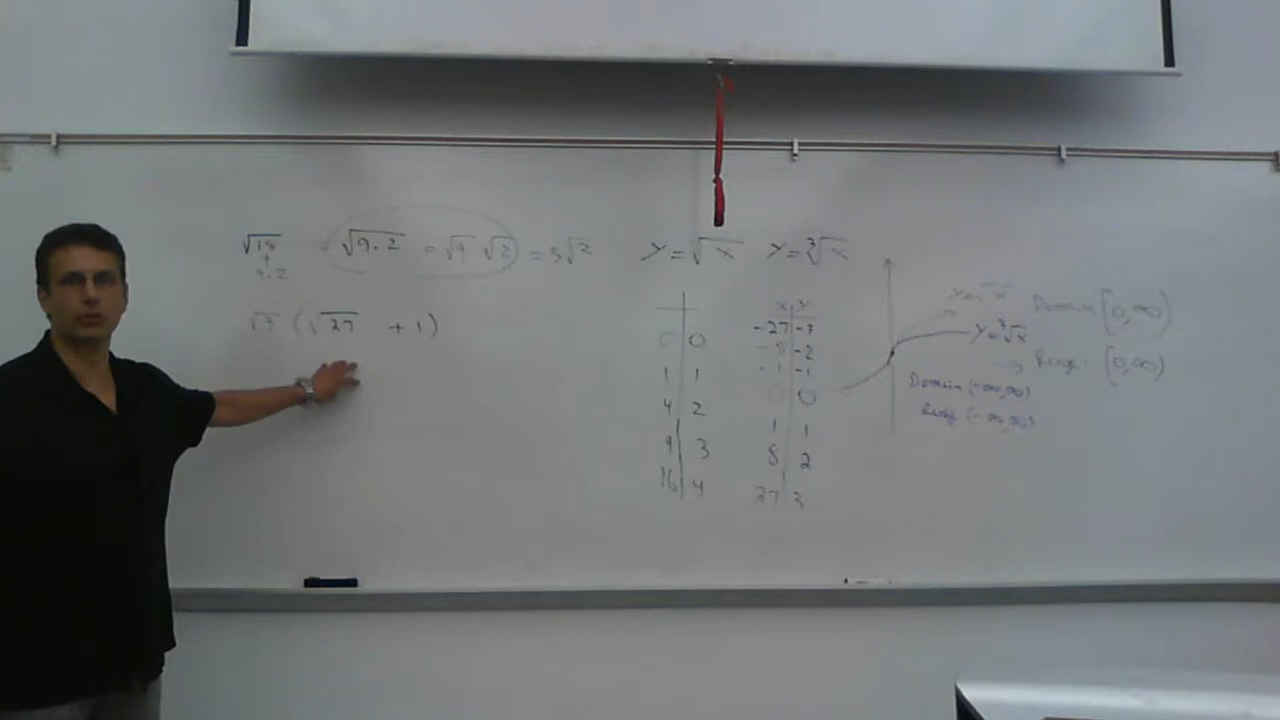 √18 = √9·2 = √9 √2 = 3√2
9·2
√3 (√27 + 1)
y = √x
0 0
1 1
4 2
9 3
16 4
y = ∛x
x y
-27 -3
-8 -2
-1 -1
0 0
1 1
8 2
27 3
y = √x Domain [0,∞)
y = ∛x
Range [0,∞)
Domain (-∞,∞)
Range (-∞,∞)